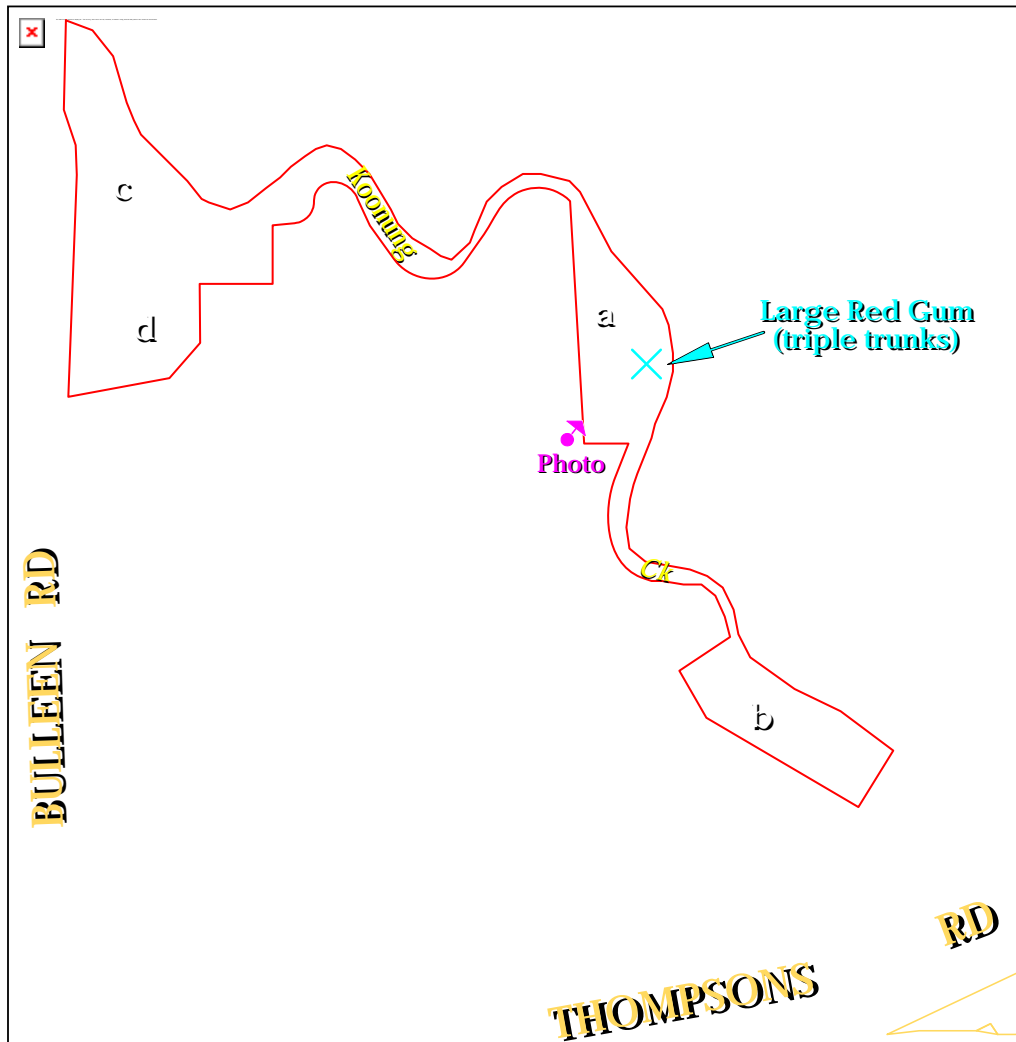 c
Koonung
a
Large Red Gum
(triple trunks)
d
Photo
Ck
BULLEEN RD
b
RD
THOMPSONS